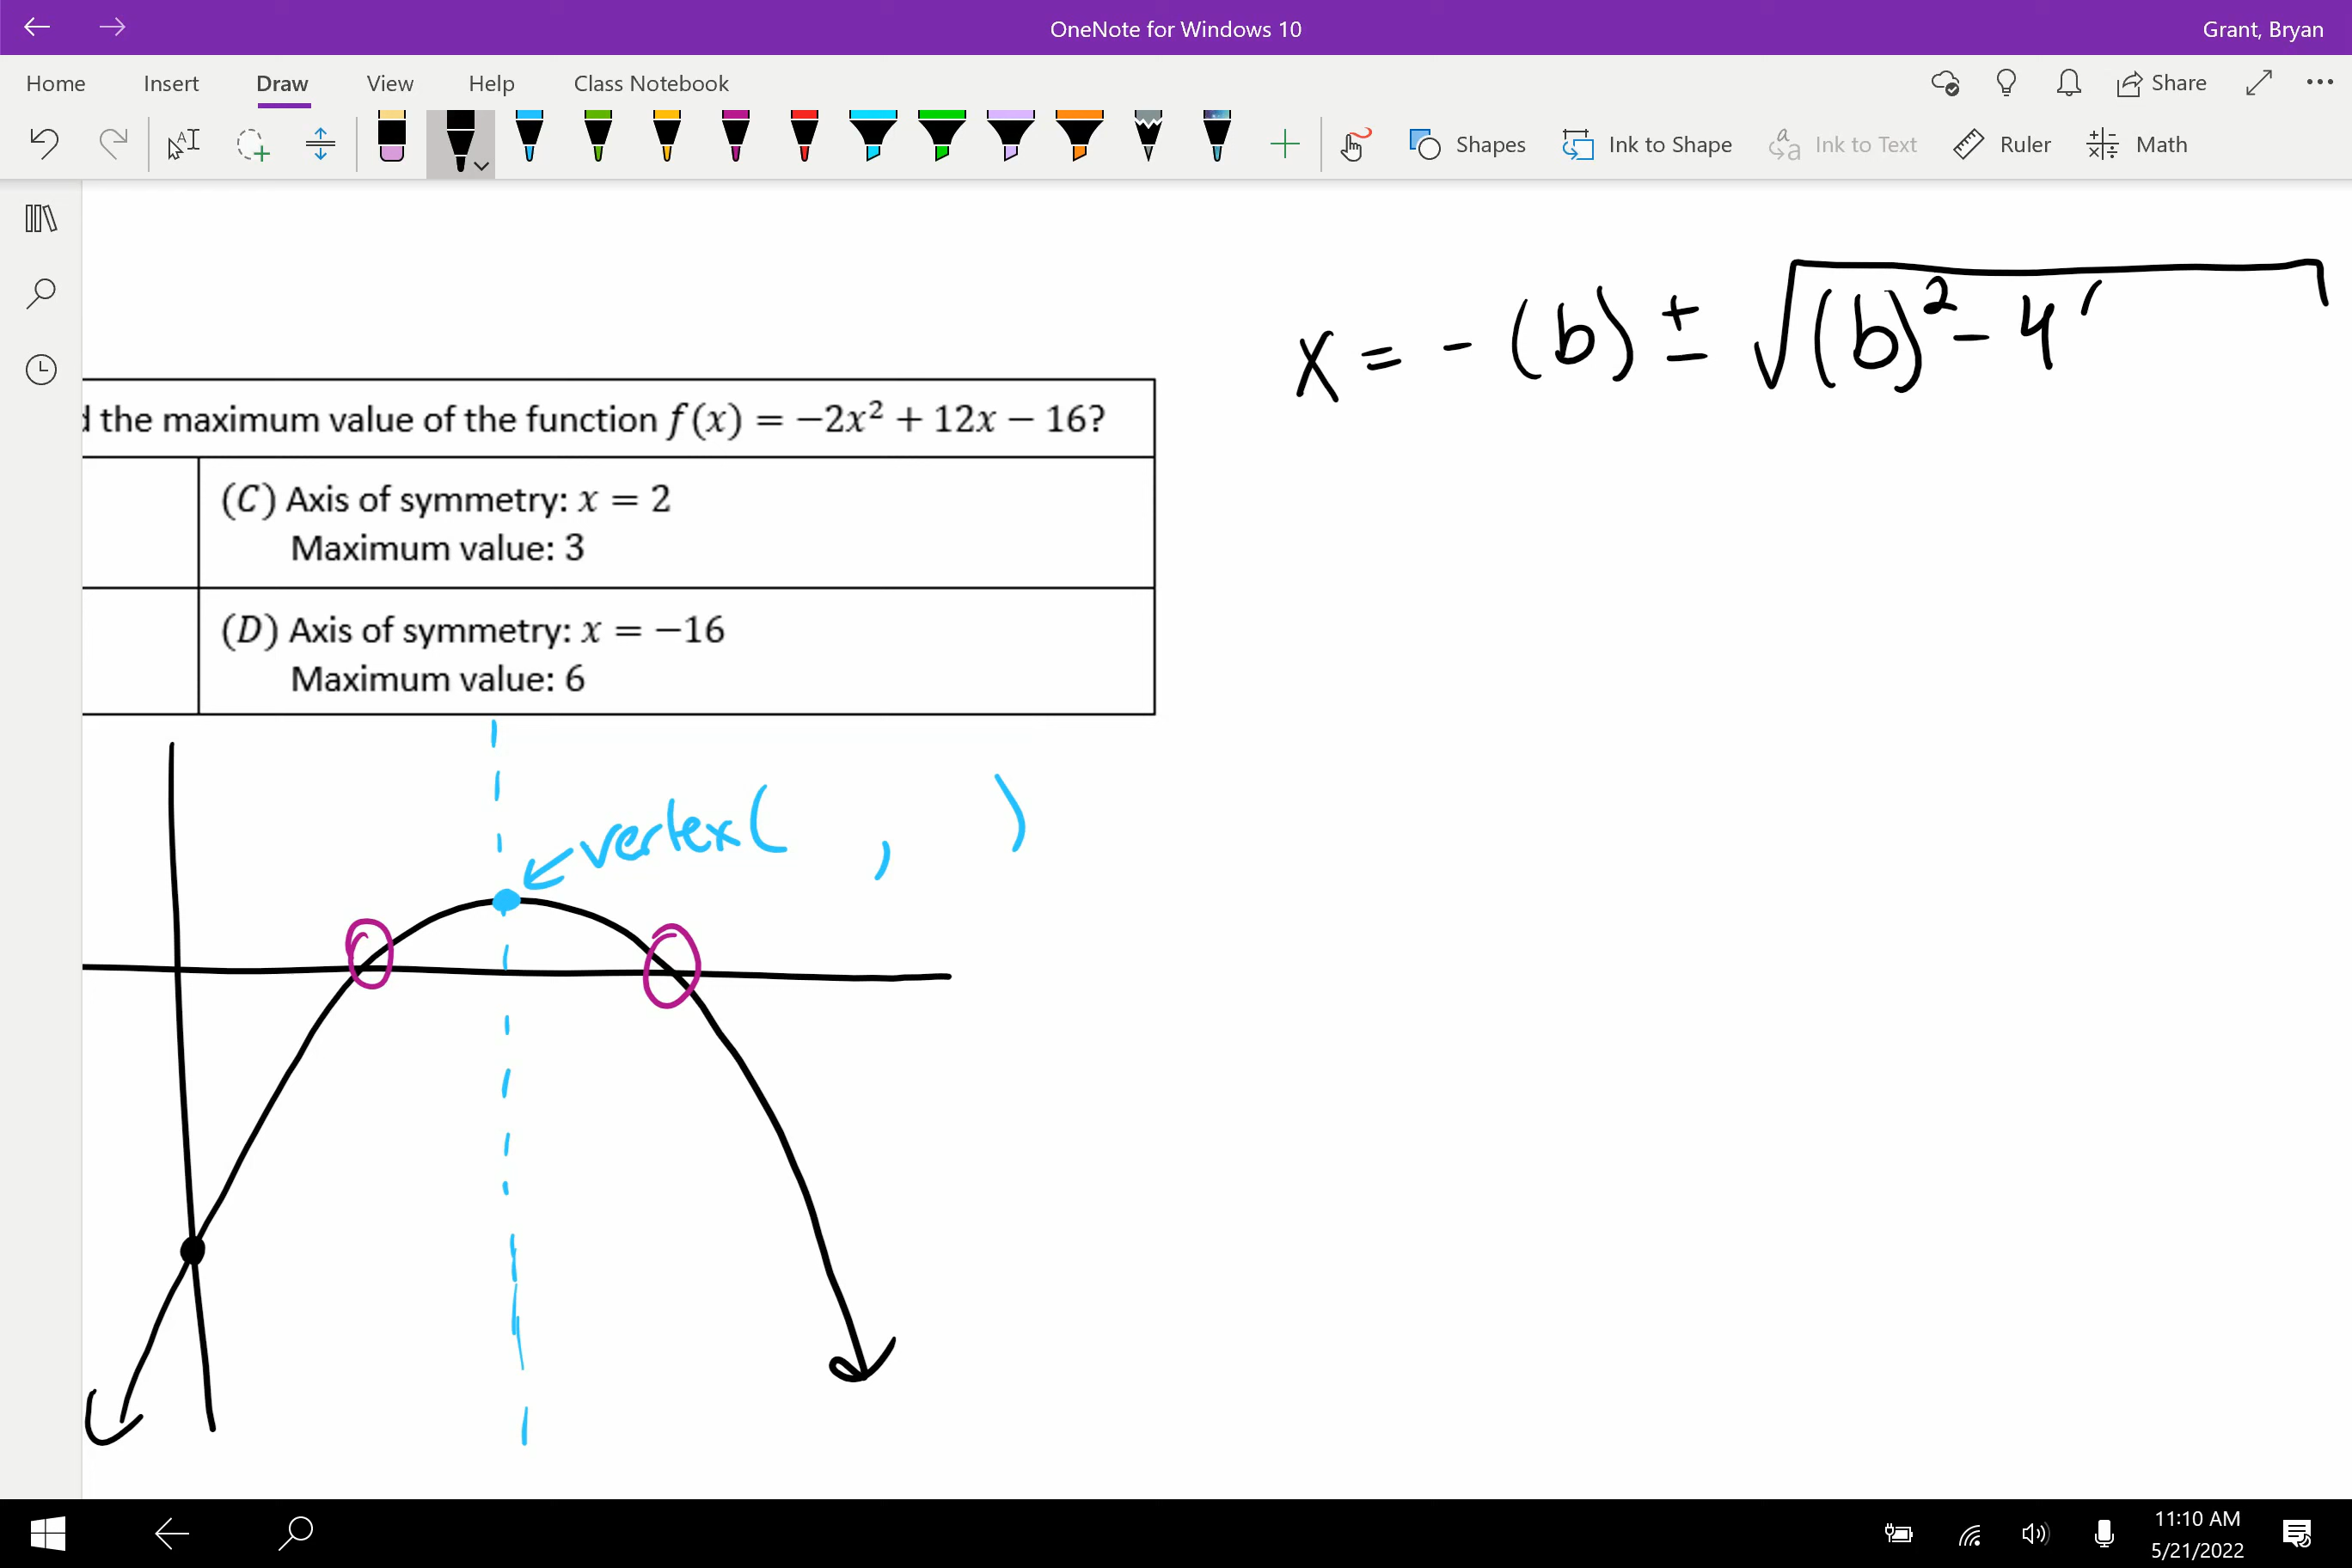 OneNote for Windows 10
Grant, Bryan
Home Insert Draw View Help Class Notebook
Share
Shapes Ink to Shape Ink to Text Ruler Math
x = - (b) ± √(b)² - 4(
the maximum value of the function f(x) = −2x² + 12x − 16?
(C) Axis of symmetry: x = 2
Maximum value: 3
(D) Axis of symmetry: x = −16
Maximum value: 6
vertex( , )
11:10 AM
5/21/2022